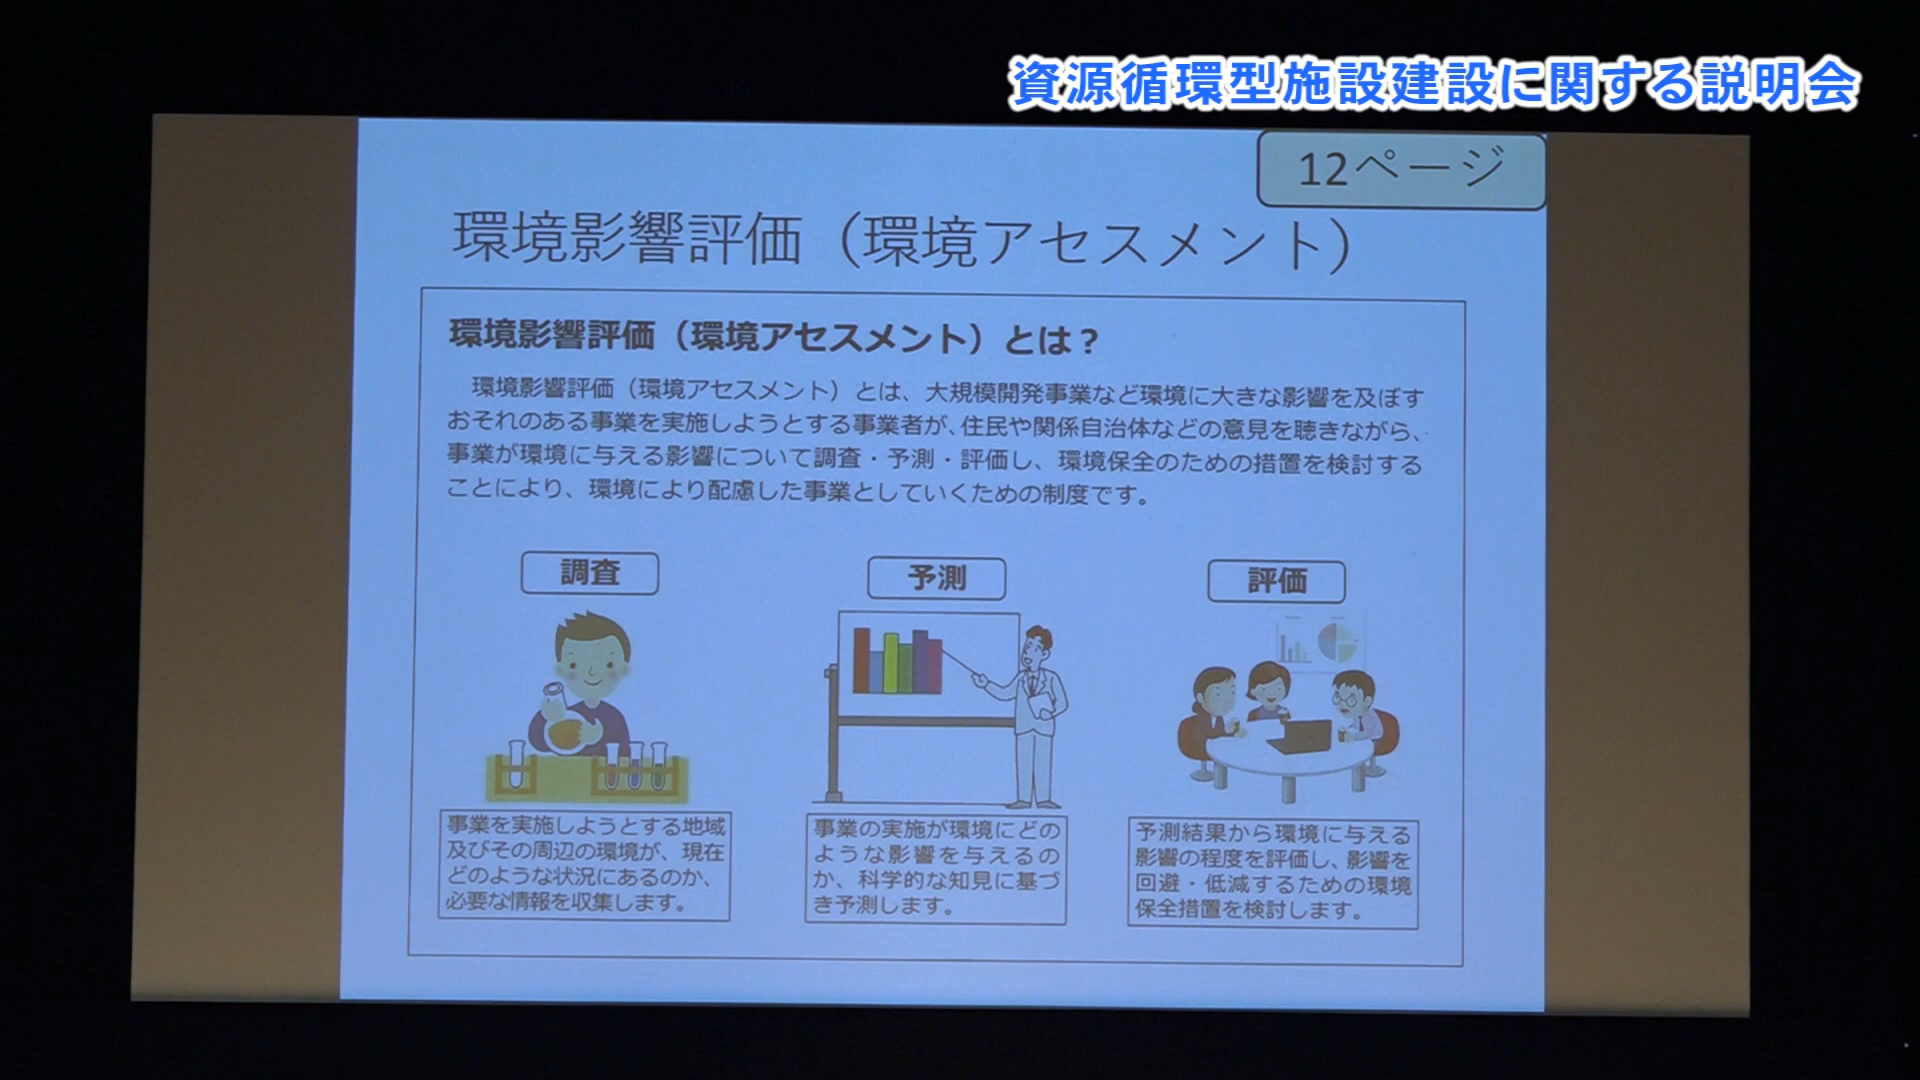 資源循環型施設建設に関する説明会
12ページ
環境影響評価（環境アセスメント）
環境影響評価（環境アセスメント）とは？
環境影響評価（環境アセスメント）とは、大規模開発事業など環境に大きな影響を及ぼす
おそれのある事業を実施しようとする事業者が、住民や関係自治体などの意見を聴きながら、
事業が環境に与える影響について調査・予測・評価し、環境保全のための措置を検討する
ことにより、環境により配慮した事業としていくための制度です。
調査
予測
評価
事業を実施しようとする地域
及びその周辺の環境が、現在
どのような状況にあるのか、
必要な情報を収集します。
事業の実施が環境にどの
ような影響を与えるの
か、科学的な知見に基づ
き予測します。
予測結果から環境に与える
影響の程度を評価し、影響を
回避・低減するための環境
保全措置を検討します。